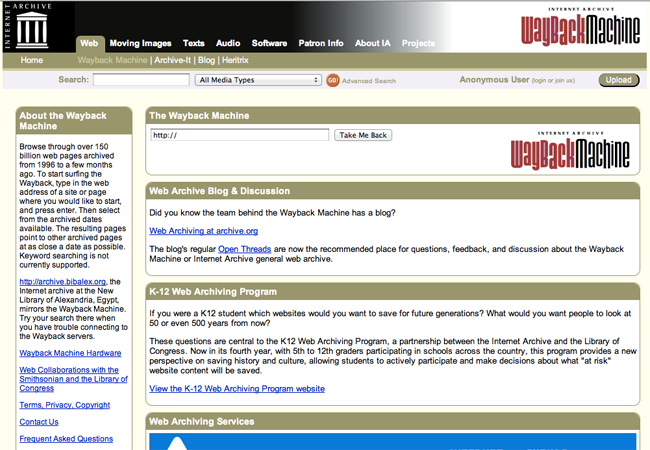 INTERNET ARCHIVE
INTERNET ARCHIVE
WayBackMachine
Web Moving Images Texts Audio Software Patron Info About IA Projects
Home Wayback Machine | Archive-It | Blog | Heritrix
Search: All Media Types GO! Advanced Search Anonymous User (login or join us) Upload
About the Wayback
Machine
Browse through over 150
billion web pages archived
from 1996 to a few months
ago. To start surfing the
Wayback, type in the web
address of a site or page
where you would like to start,
and press enter. Then select
from the archived dates
available. The resulting pages
point to other archived pages
at as close a date as possible.
Keyword searching is not
currently supported.
http://archive.bibalex.org, the
Internet archive at the New
Library of Alexandria, Egypt,
mirrors the Wayback Machine.
Try your search there when
you have trouble connecting to
the Wayback servers.
Wayback Machine Hardware
Web Collaborations with the
Smithsonian and the Library of
Congress
Terms, Privacy, Copyright
Contact Us
Frequent Asked Questions
The Wayback Machine
http:// Take Me Back
INTERNET ARCHIVE
WayBackMachine
Web Archive Blog & Discussion
Did you know the team behind the Wayback Machine has a blog?
Web Archiving at archive.org
The blog's regular Open Threads are now the recommended place for questions, feedback, and discussion about the Wayback
Machine or Internet Archive general web archive.
K-12 Web Archiving Program
If you were a K12 student which websites would you want to save for future generations? What would you want people to look at
50 or even 500 years from now?
These questions are central to the K12 Web Archiving Program, a partnership between the Internet Archive and the Library of
Congress. Now in its fourth year, with 5th to 12th graders participating in schools across the country, this program provides a new
perspective on saving history and culture, allowing students to actively participate and make decisions about what "at risk"
website content will be saved.
View the K-12 Web Archiving Program website
Web Archiving Services